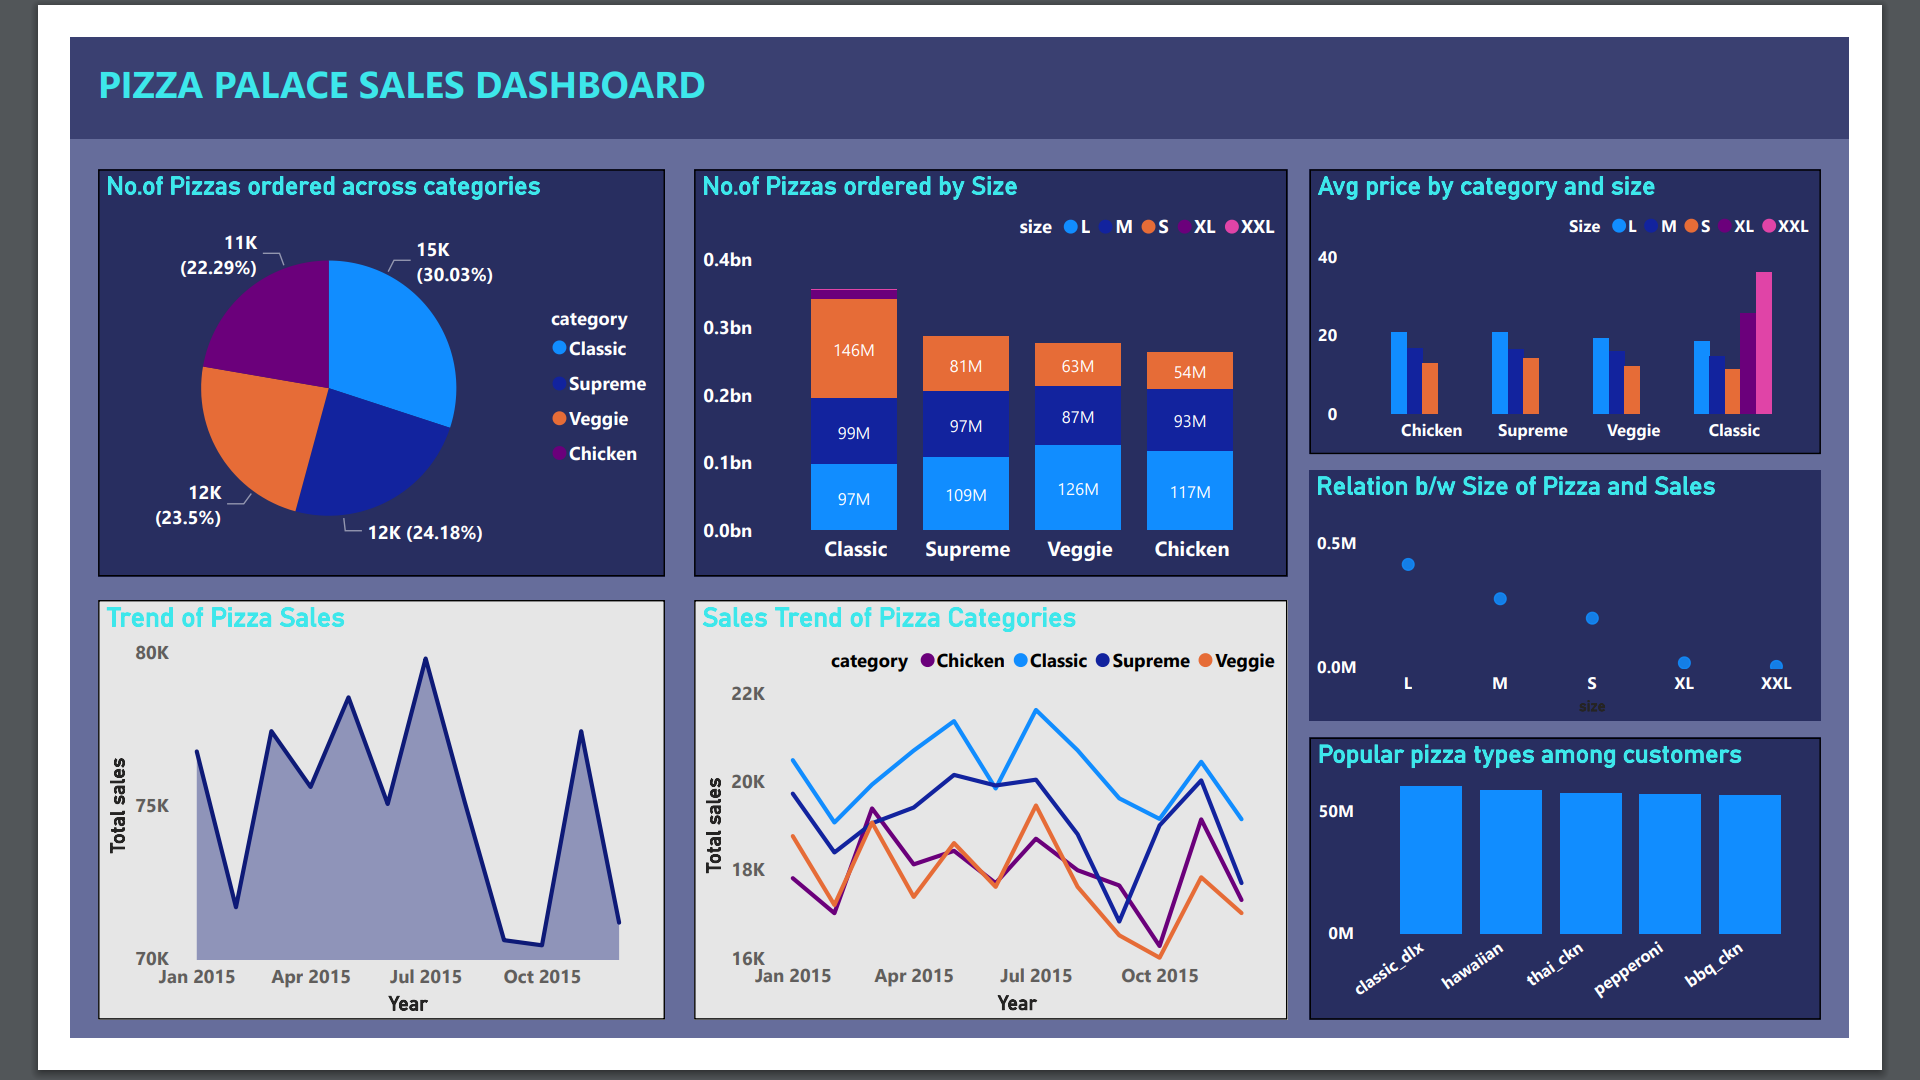 PIZZA PALACE SALES DASHBOARD
No.of Pizzas ordered across categories
11K
(22.29%)
15K
(30.03%)
12K
(23.5%)
12K (24.18%)
category
Classic
Supreme
Veggie
Chicken
No.of Pizzas ordered by Size
size L M S XL XXL
0.4bn
0.3bn
0.2bn
0.1bn
0.0bn
146M
99M
97M
81M
97M
109M
63M
87M
126M
54M
93M
117M
Classic Supreme Veggie Chicken
Avg price by category and size
Size L M S XL XXL
40
20
0
Chicken Supreme Veggie Classic
Relation b/w Size of Pizza and Sales
0.5M
0.0M
L M S XL XXL
size
Trend of Pizza Sales
Total sales
80K
75K
70K
Jan 2015 Apr 2015 Jul 2015 Oct 2015
Year
Sales Trend of Pizza Categories
category Chicken Classic Supreme Veggie
Total sales
22K
20K
18K
16K
Jan 2015 Apr 2015 Jul 2015 Oct 2015
Year
Popular pizza types among customers
50M
0M
classic_dlx
hawaiian
thai_ckn
pepperoni
bbq_ckn